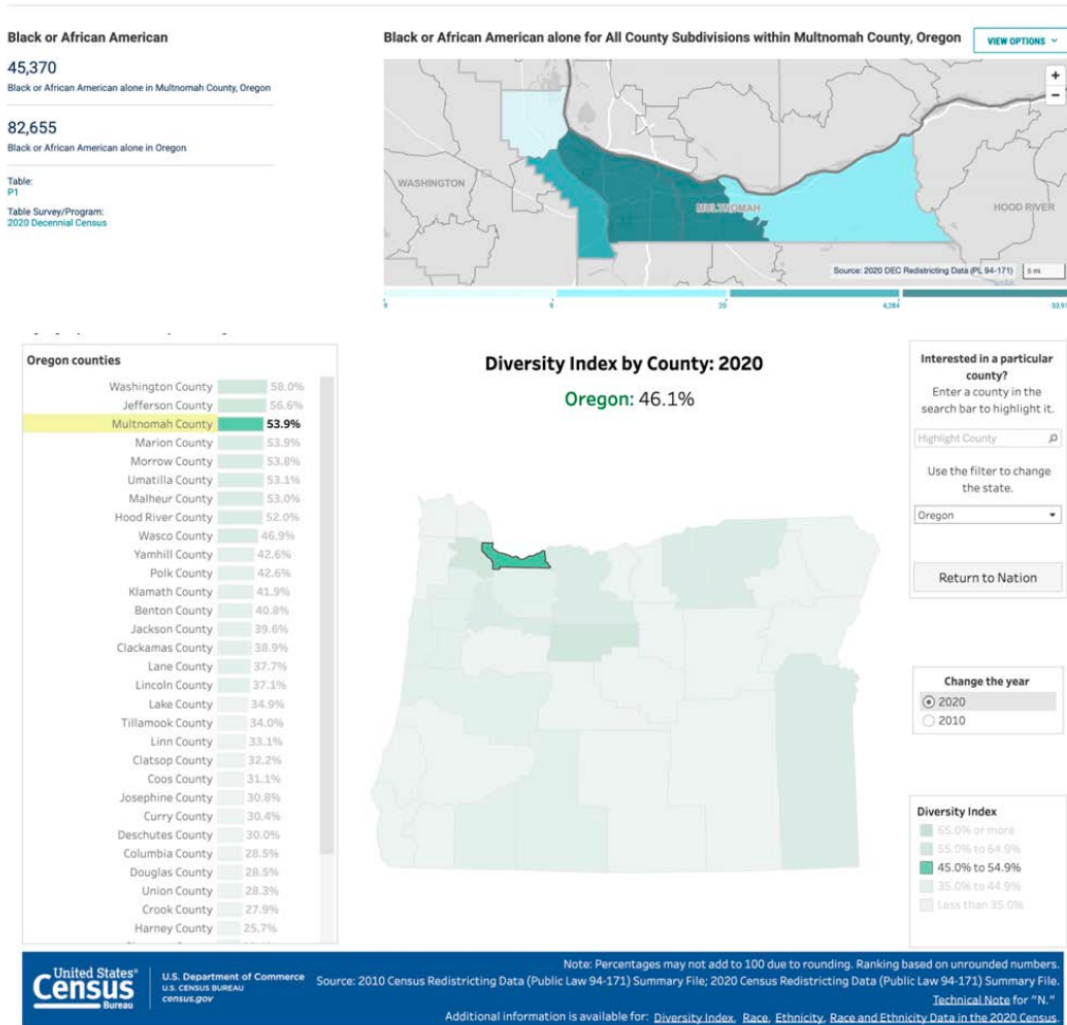 Black or African American
45,370
Black or African American alone in Multnomah County, Oregon
82,655
Black or African American alone in Oregon
Table:
P1
Table Survey/Program:
2020 Decennial Census
Black or African American alone for All County Subdivisions within Multnomah County, Oregon
VIEW OPTIONS
+
−
WASHINGTON
MULTNOMAH
HOOD RIVER
Source: 2020 DEC Redistricting Data (PL 94-171)
5 mi
9
20
4,284
Oregon counties
Washington County 58.0%
Jefferson County 56.6%
Multnomah County 53.9%
Marion County 53.9%
Morrow County 53.8%
Umatilla County 53.1%
Malheur County 53.0%
Hood River County 52.0%
Wasco County 46.9%
Yamhill County 42.6%
Polk County 42.6%
Klamath County 41.9%
Benton County 40.8%
Jackson County 39.6%
Clackamas County 38.9%
Lane County 37.7%
Lincoln County 37.1%
Lake County 34.9%
Tillamook County 34.0%
Linn County 33.1%
Clatsop County 32.2%
Coos County 31.1%
Josephine County 30.8%
Curry County 30.4%
Deschutes County 30.0%
Columbia County 28.5%
Douglas County 28.5%
Union County 28.3%
Crook County 27.9%
Harney County 25.7%
Diversity Index by County: 2020
Oregon: 46.1%
Interested in a particular
county?
Enter a county in the
search bar to highlight it.
Highlight County
Use the filter to change
the state.
Oregon
Return to Nation
Change the year
2020
2010
Diversity Index
65.0% or more
55.0% to 64.9%
45.0% to 54.9%
35.0% to 44.9%
Less than 35.0%
United States®
Census
Bureau
U.S. Department of Commerce
U.S. CENSUS BUREAU
census.gov
Note: Percentages may not add to 100 due to rounding. Ranking based on unrounded numbers.
Source: 2010 Census Redistricting Data (Public Law 94-171) Summary File; 2020 Census Redistricting Data (Public Law 94-171) Summary File.
Technical Note for "N."
Additional information is available for: Diversity Index, Race, Ethnicity, Race and Ethnicity Data in the 2020 Census.